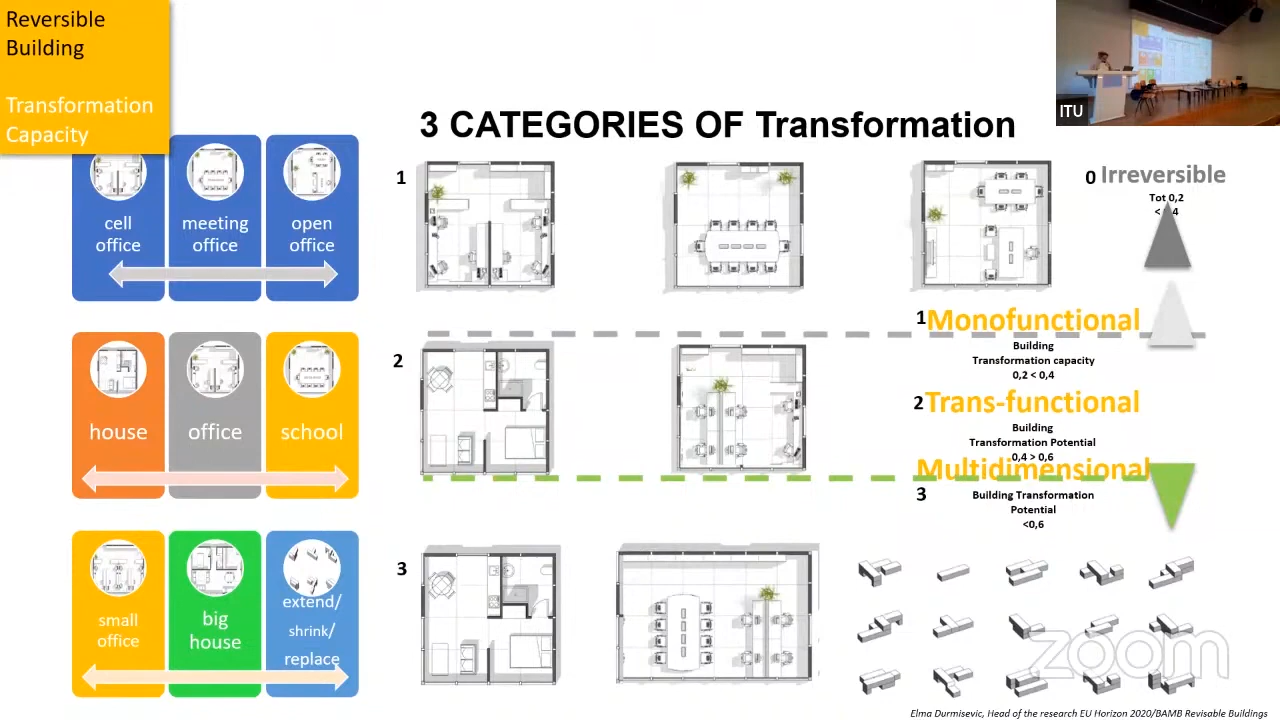 Reversible
Building
Transformation
Capacity
ITU
3 CATEGORIES OF Transformation
cell
office
meeting
office
open
office
1
0 Irreversible
Tot 0,2
1 Monofunctional
Building
Transformation capacity
0,2 < 0,4
house
office
school
2
2 Trans-functional
Building
Transformation Potential
0,4 > 0,6
Multidimensional
3
Building Transformation
Potential
<0,6
small
office
big
house
extend/
shrink/
replace
3
zoom
Elma Durmisevic, Head of the research EU Horizon 2020/BAMB Revisable Buildings